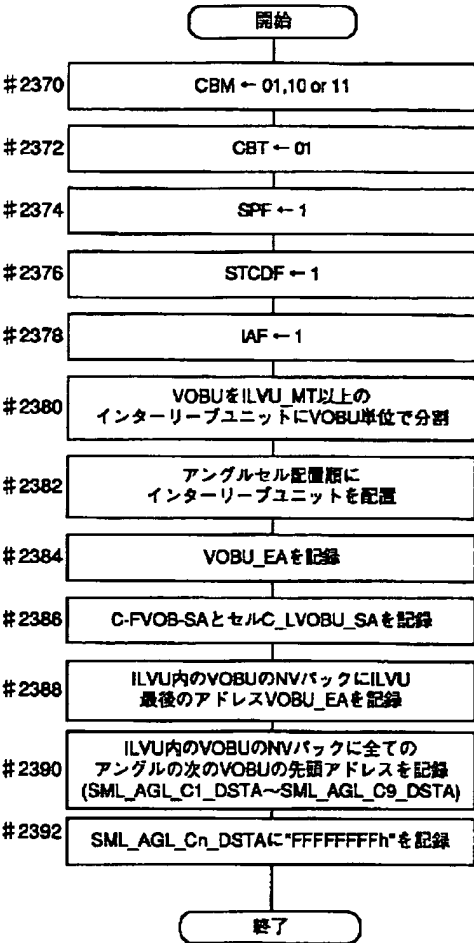 開始
#2370
CBM ← 01,10 or 11
#2372
CBT ← 01
#2374
SPF ← 1
#2376
STCDF ← 1
#2378
IAF ← 1
#2380
VOBUをILVU_MT以上の
インターリーブユニットにVOBU単位で分割
#2382
アングルセル配置順に
インターリーブユニットを配置
#2384
VOBU_EAを記録
#2386
C-FVOB-SAとセルC_LVOBU_SAを記録
#2388
ILVU内のVOBUのNVパックにILVU
最後のアドレスVOBU_EAを記録
#2390
ILVU内のVOBUのNVパックに全ての
アングルの次のVOBUの先頭アドレスを記録
(SML_AGL_C1_DSTA～SML_AGL_C9_DSTA)
#2392
SML_AGL_Cn_DSTAに"FFFFFFFFh"を記録
終了